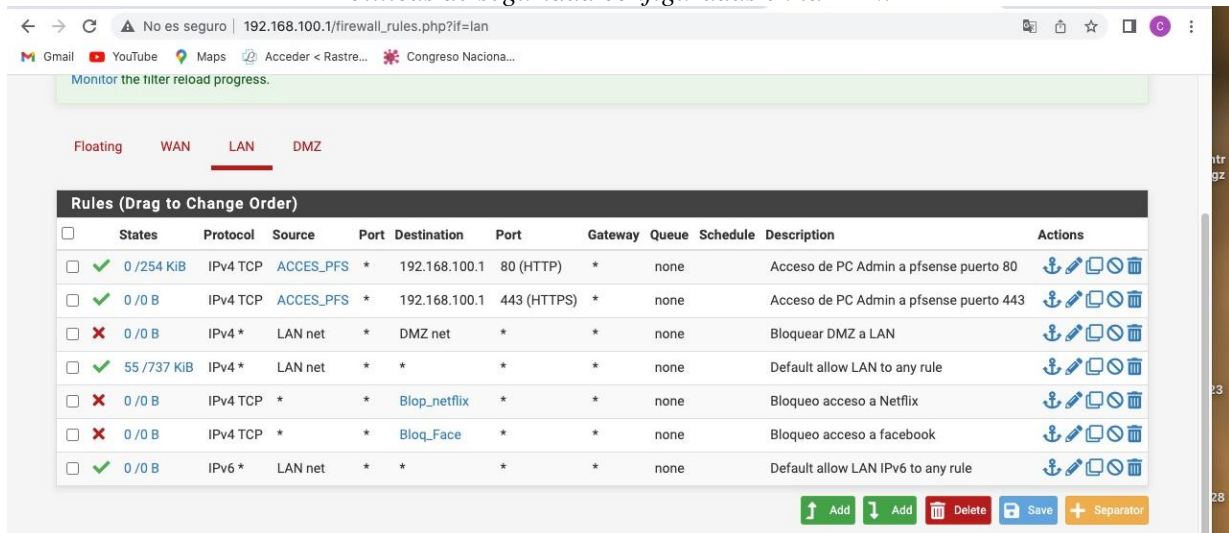 No es seguro 192.168.100.1/firewall_rules.php?if=lan
Gmail YouTube Maps Acceder < Rastre... Congreso Naciona...
Monitor the filter reload progress.
Floating WAN LAN DMZ
Rules (Drag to Change Order)
States Protocol Source Port Destination Port Gateway Queue Schedule Description Actions
0 /254 KiB IPv4 TCP ACCES_PFS * 192.168.100.1 80 (HTTP) * none Acceso de PC Admin a pfsense puerto 80
0 /0 B IPv4 TCP ACCES_PFS * 192.168.100.1 443 (HTTPS) * none Acceso de PC Admin a pfsense puerto 443
0 /0 B IPv4 * LAN net * DMZ net * * none Bloquear DMZ a LAN
55 /737 KiB IPv4 * LAN net * * * * none Default allow LAN to any rule
0 /0 B IPv4 TCP * * Blop_netflix * * none Bloqueo acceso a Netflix
0 /0 B IPv4 TCP * * Bloq_Face * * none Bloqueo acceso a facebook
0 /0 B IPv6 * LAN net * * * * none Default allow LAN IPv6 to any rule
Add Add Delete Save Separator